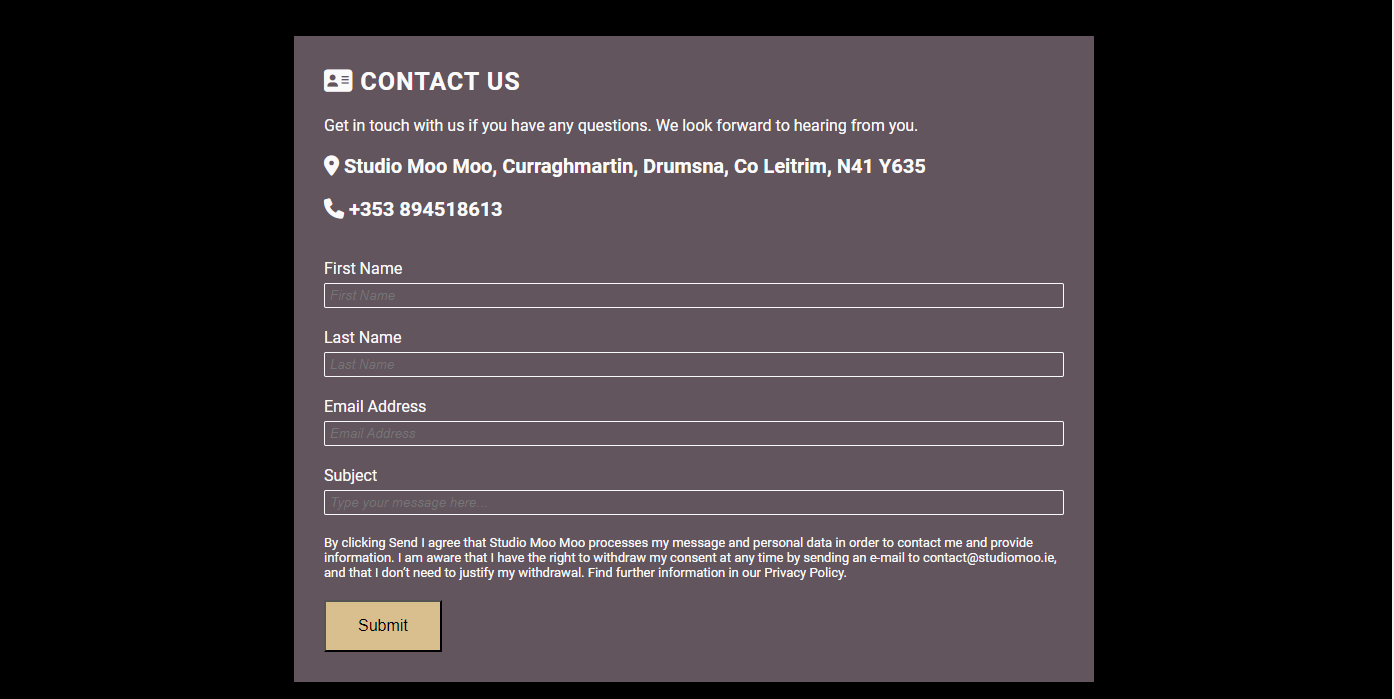 CONTACT US
Get in touch with us if you have any questions. We look forward to hearing from you.
Studio Moo Moo, Curraghmartin, Drumsna, Co Leitrim, N41 Y635
+353 894518613
First Name
First Name
Last Name
Last Name
Email Address
Email Address
Subject
Type your message here...
By clicking Send I agree that Studio Moo Moo processes my message and personal data in order to contact me and provide
information. I am aware that I have the right to withdraw my consent at any time by sending an e-mail to contact@studiomoo.ie,
and that I don’t need to justify my withdrawal. Find further information in our Privacy Policy.
Submit